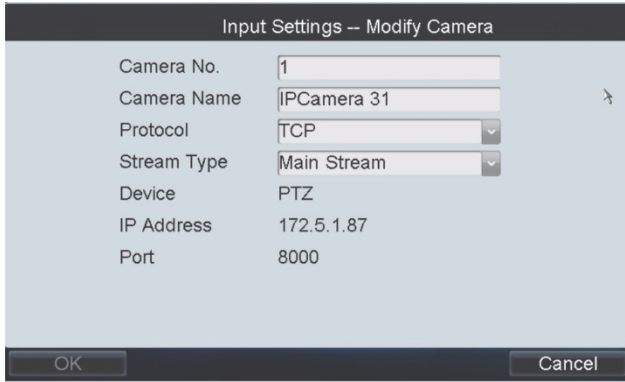 Input Settings -- Modify Camera
Camera No. 1
Camera Name IPCamera 31
Protocol TCP
Stream Type Main Stream
Device PTZ
IP Address 172.5.1.87
Port 8000
OK Cancel